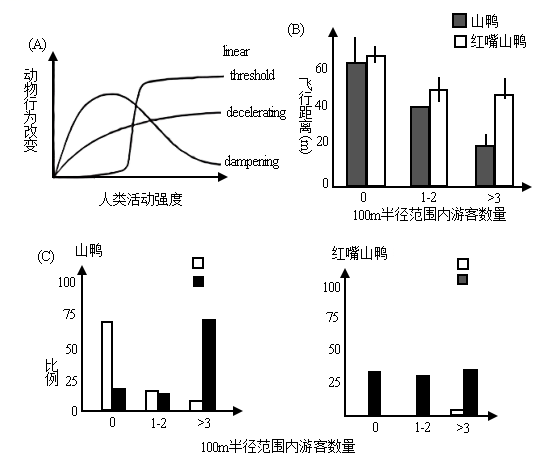 (A)
动物行为改变
linear
threshold
decelerating
dampening
人类活动强度
(B)
山鸭
红嘴山鸭
飞行距离(m)
60
40
20
0
0
1-2
>3
100m半径范围内游客数量
(C)
山鸭
比例
100
75
50
25
0
0
1-2
>3
红嘴山鸭
100
75
50
25
0
1-2
>3
100m半径范围内游客数量